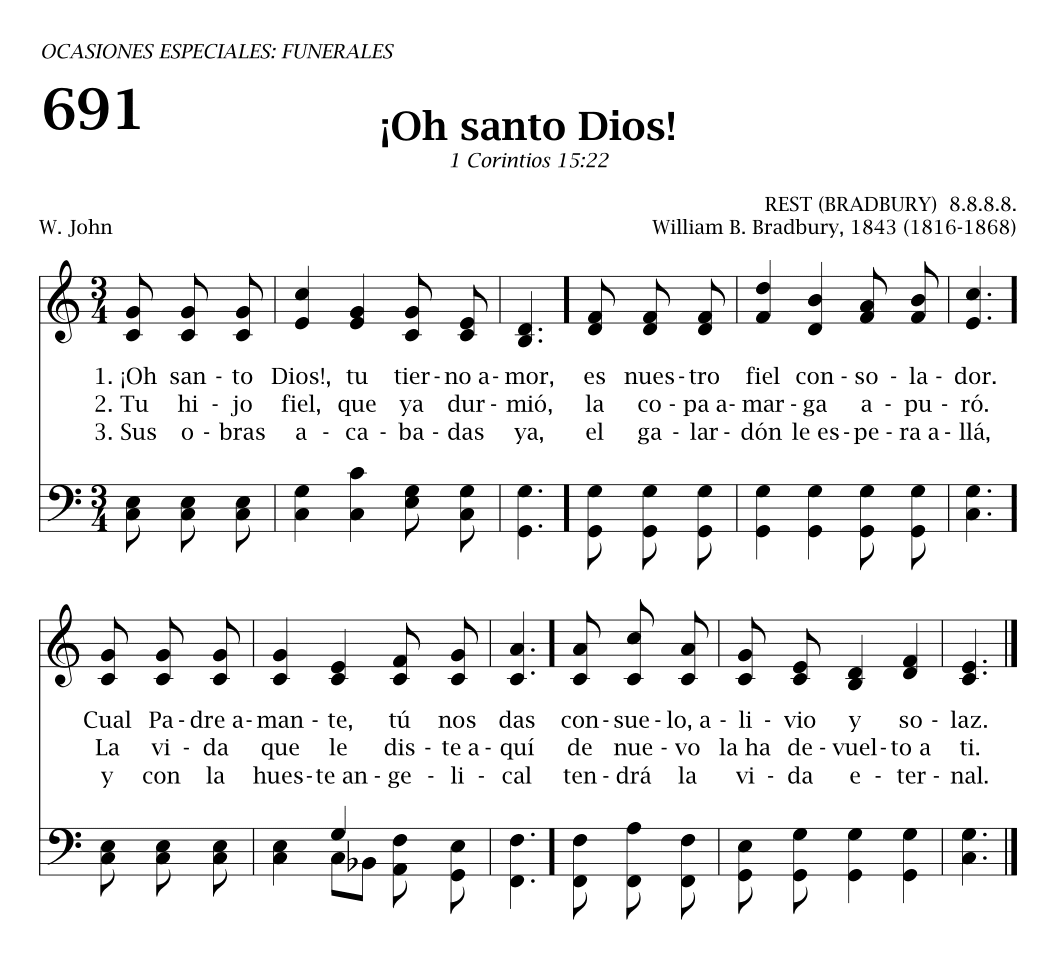 OCASIONES ESPECIALES: FUNERALES
691
¡Oh santo Dios!
1 Corintios 15:22
REST (BRADBURY) 8.8.8.8.
W. John
William B. Bradbury, 1843 (1816-1868)
3
4
1. ¡Oh san - to Dios!, tu tier - no a - mor, es nues - tro fiel con - so - la - dor.
2. Tu hi - jo fiel, que ya dur - mió, la co - pa a - mar - ga a - pu - ró.
3. Sus o - bras a - ca - ba - das ya, el ga - lar - dón le es - pe - ra a - llá,
3
4
Cual Pa - dre a - man - te, tú nos das con - sue - lo, a - li - vio y so - laz.
La vi - da que le dis - te a - quí de nue - vo la ha de - vuel - to a ti.
y con la hues - te an - ge - li - cal ten - drá la vi - da e - ter - nal.